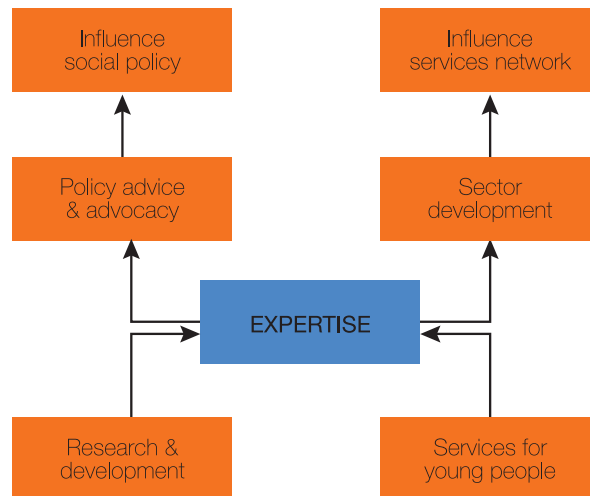 Influence
social policy
Influence
services network
Policy advice
& advocacy
Sector
development
EXPERTISE
Research &
development
Services for
young people